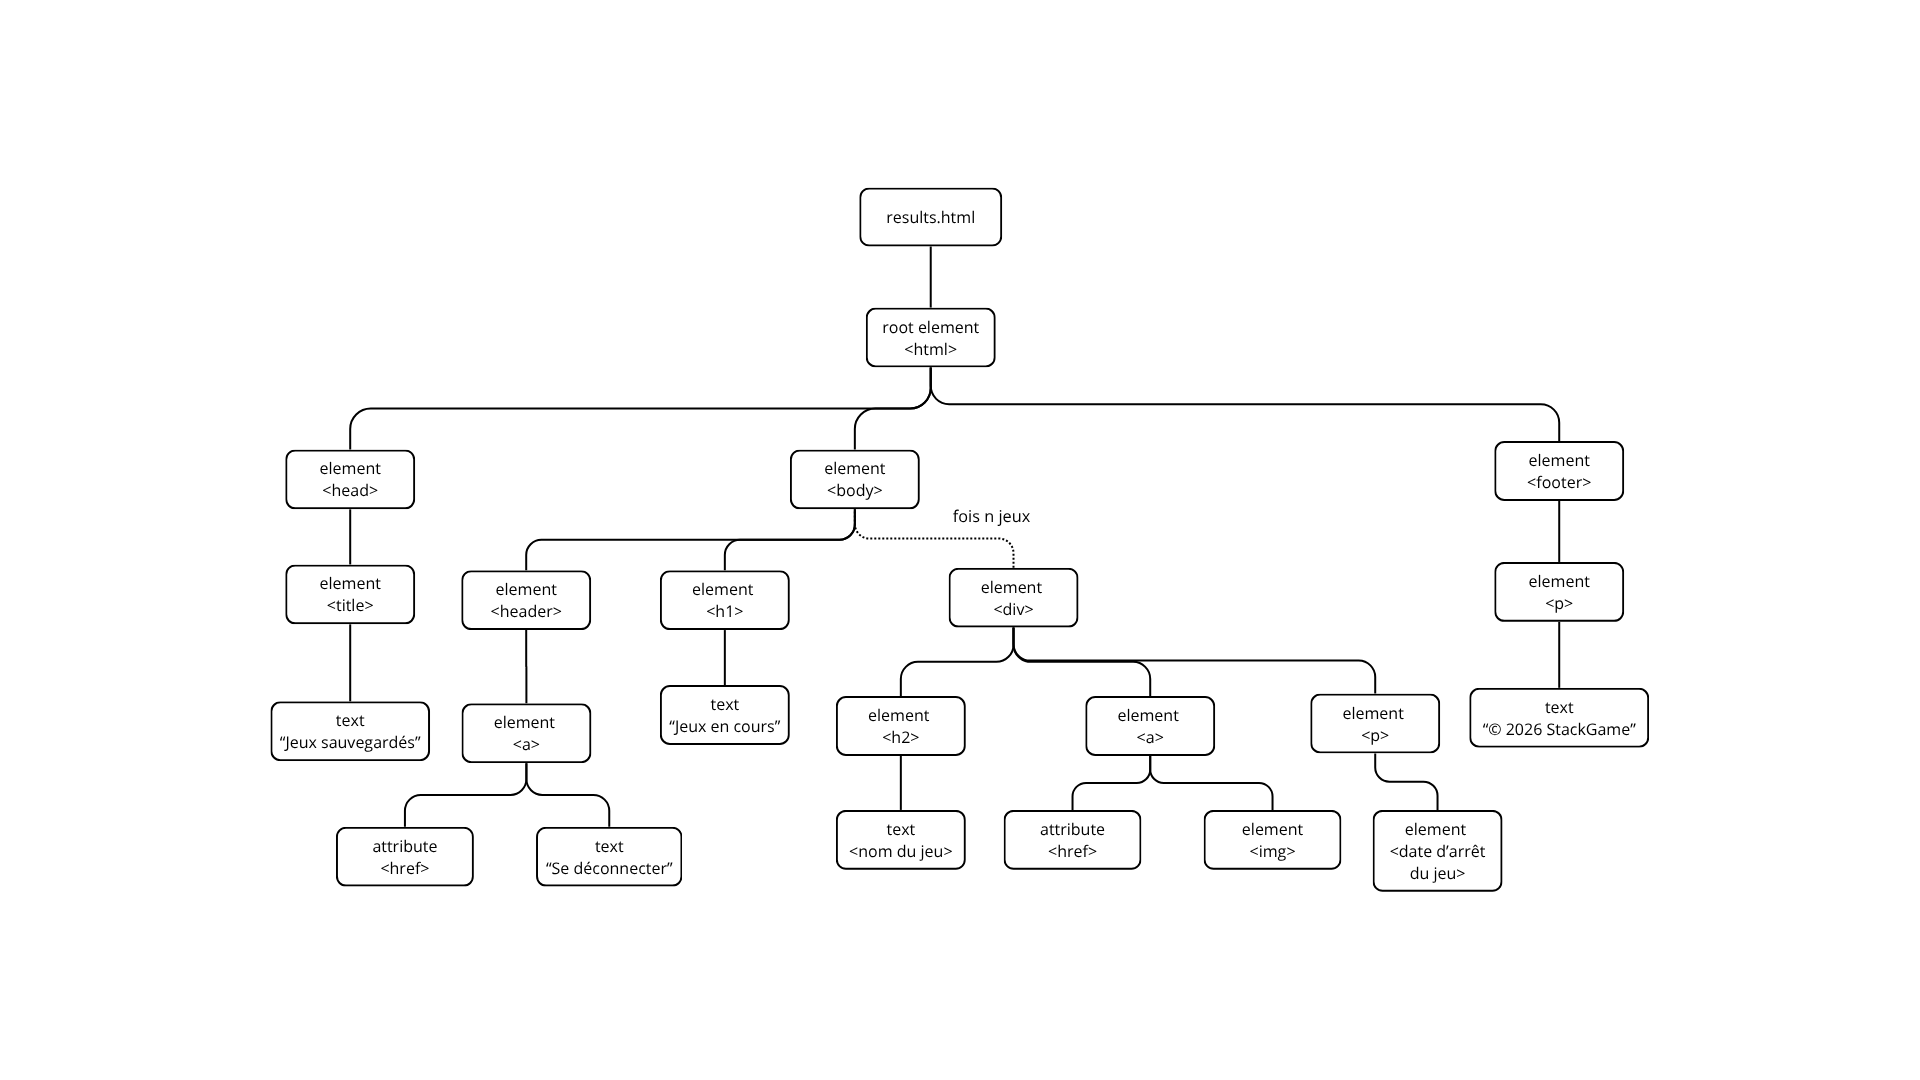 results.html
root element
<html>
element
<head>
element
<body>
element
<footer>
fois n jeux
element
<title>
element
<header>
element
<h1>
element
<div>
element
<p>
text
“Jeux sauvegardés”
element
<a>
text
“Jeux en cours”
element
<h2>
element
<a>
element
<p>
text
“© 2026 StackGame”
attribute
<href>
text
“Se déconnecter”
text
<nom du jeu>
attribute
<href>
element
<img>
element
<date d’arrêt
du jeu>